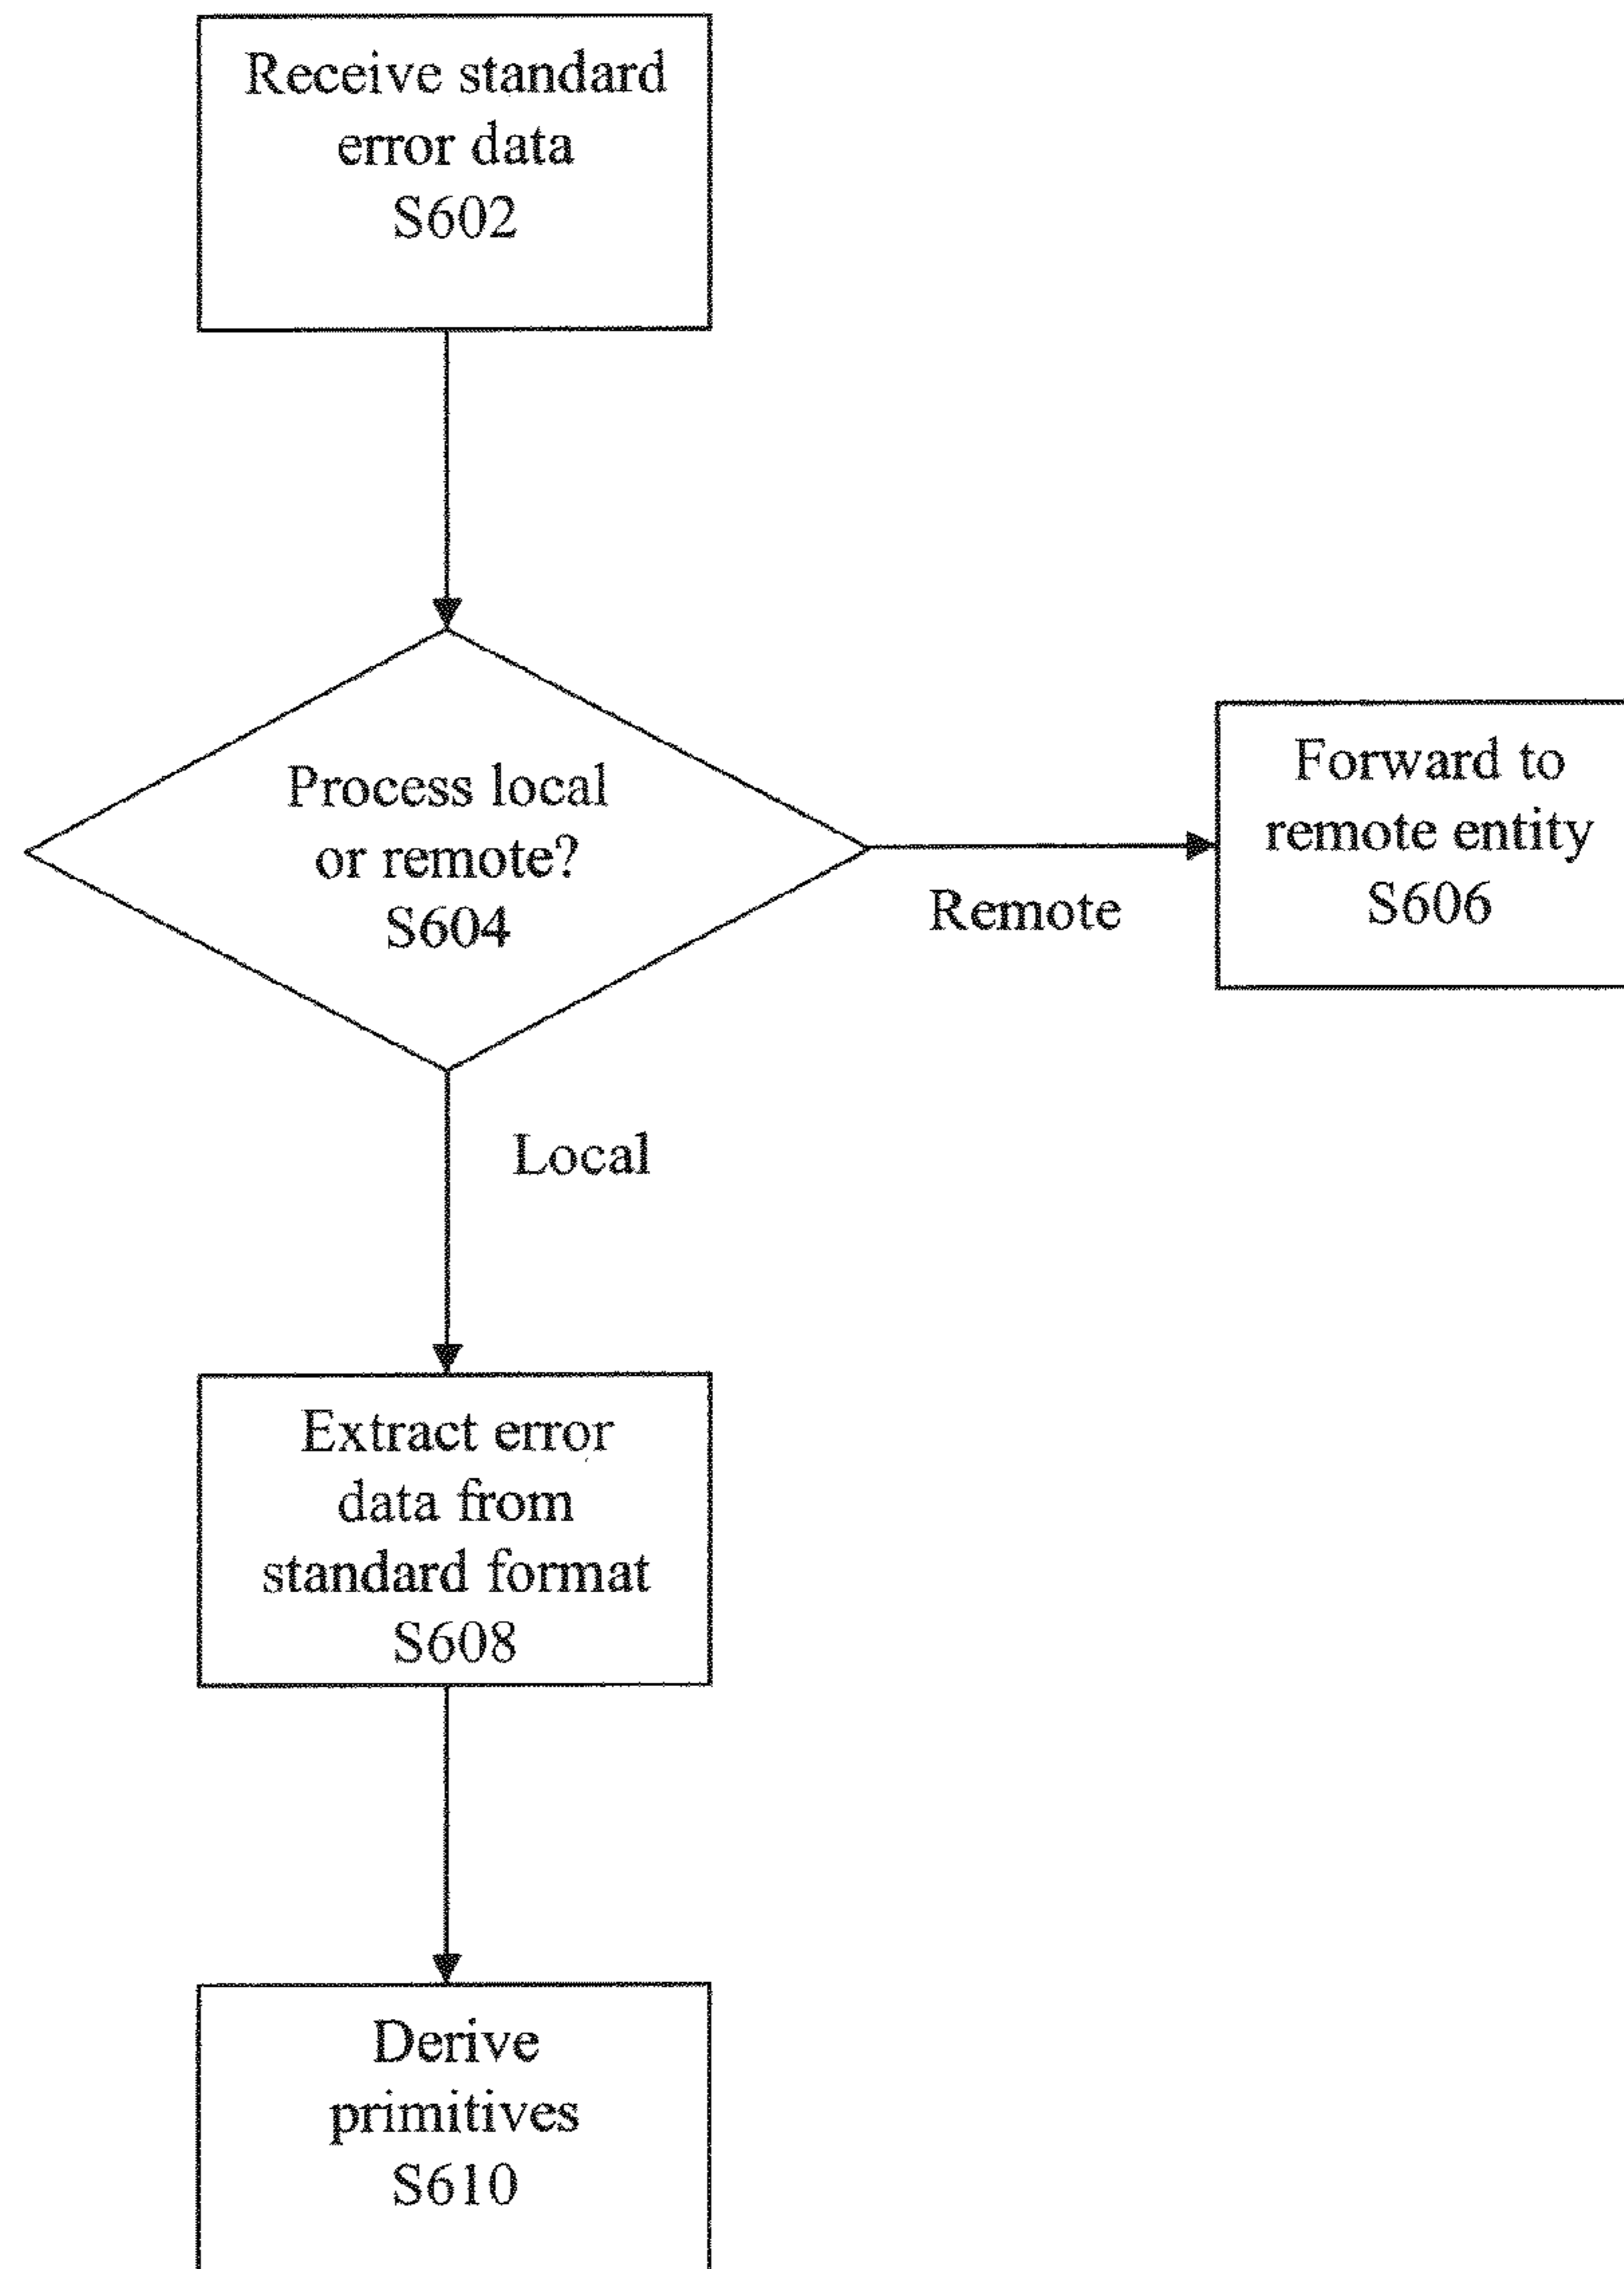 Receive standard
error data
S602
Process local
or remote?
S604
Remote
Forward to
remote entity
S606
Local
Extract error
data from
standard format
S608
Derive
primitives
S610